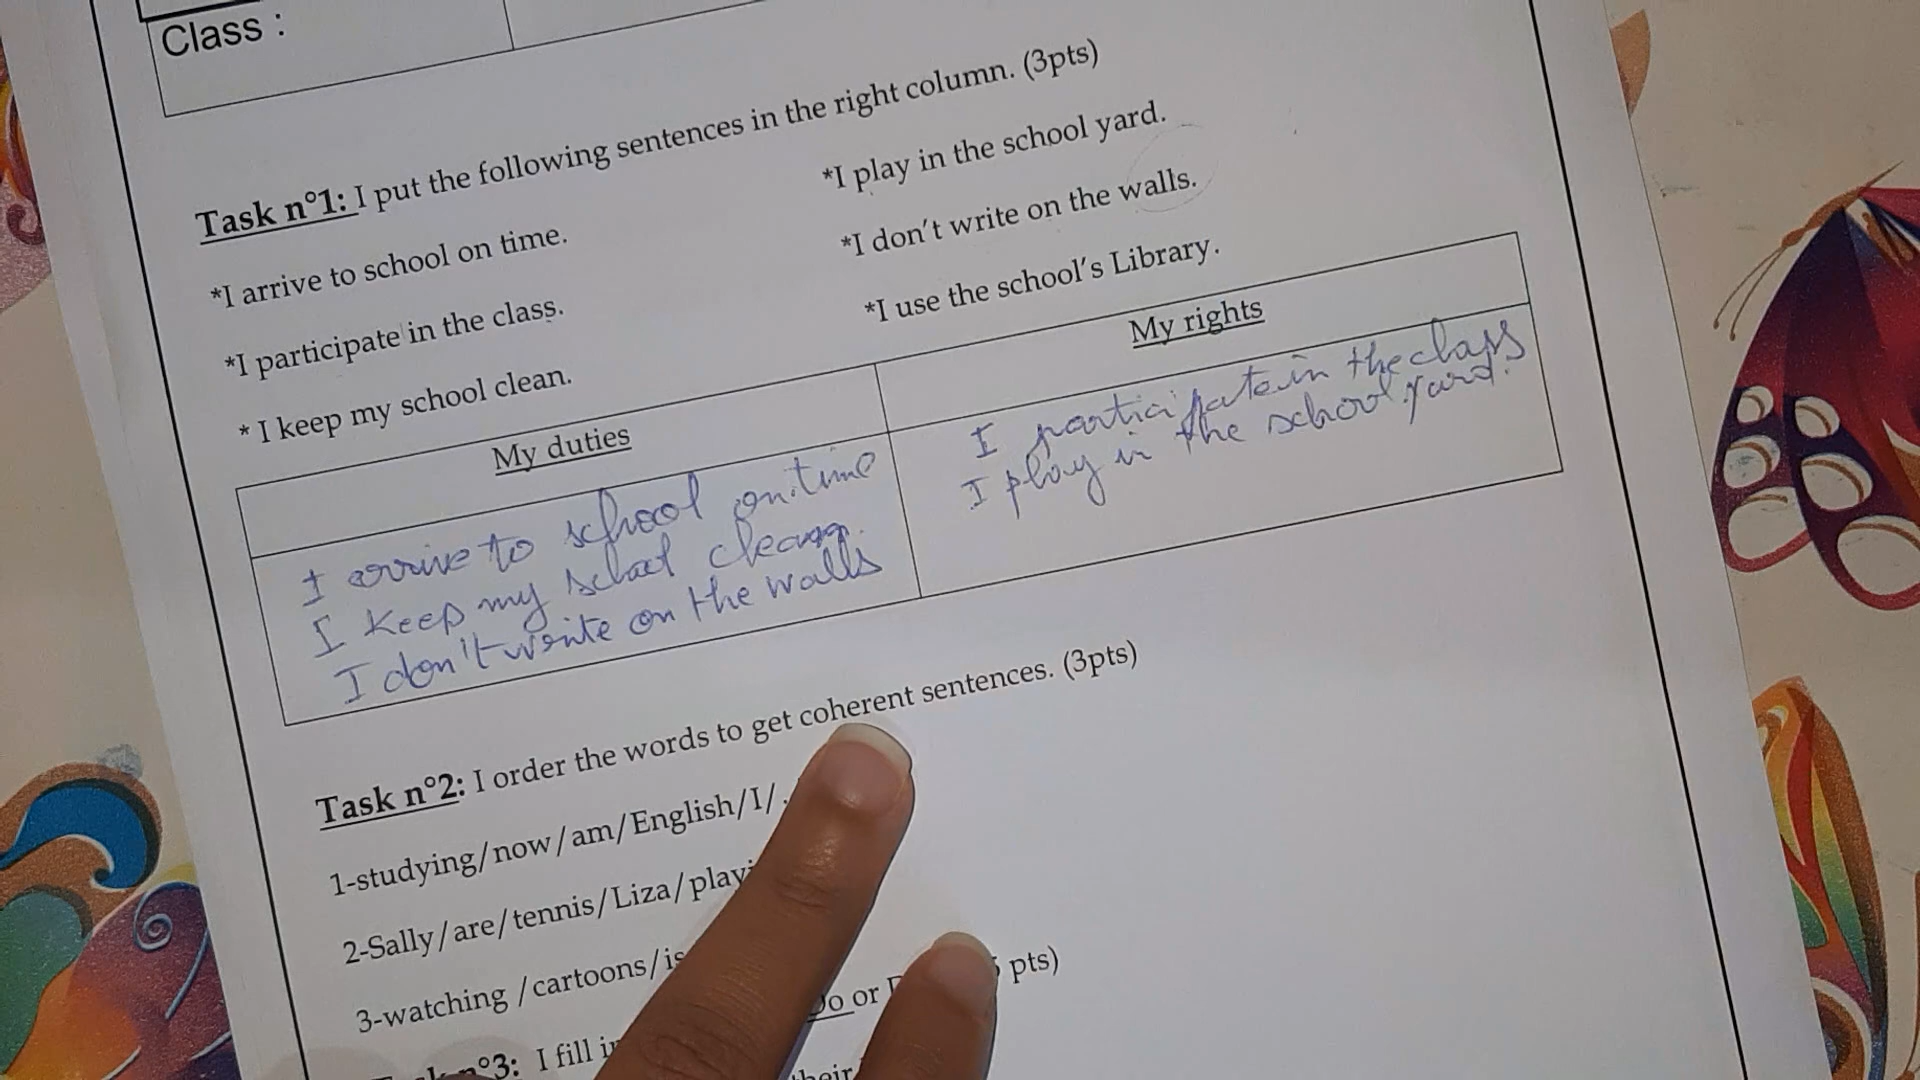 Class :
Task n°1: I put the following sentences in the right column. (3pts)
*I arrive to school on time.
*I play in the school yard.
*I participate in the class.
*I don't write on the walls.
* I keep my school clean.
*I use the school's Library.
My duties
My rights
I arrive to school on time
I keep my school clean.
I don't write on the walls
I participate in the class
I play in the school yard.
Task n°2: I order the words to get coherent sentences. (3pts)
1-studying/now/am/English/I/.
2-Sally/are/tennis/Liza/
3-watching /cartoons/is
n°3: I fill
Do or
pts)